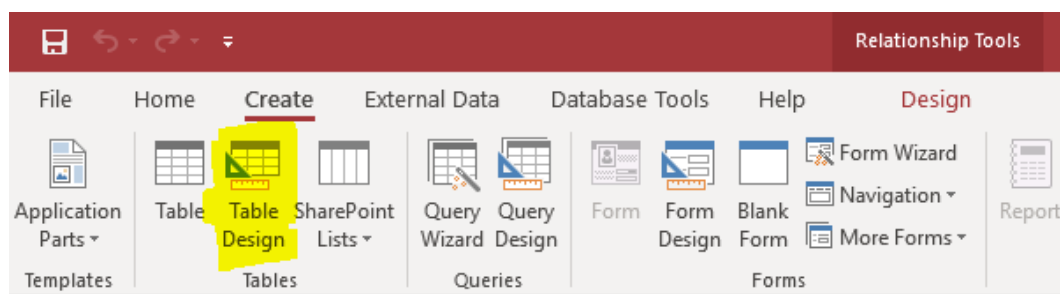 Relationship Tools
File Home Create External Data Database Tools Help Design
Application Parts
Table
Table Design
SharePoint Lists
Query Wizard
Query Design
Form
Form Design
Blank Form
Form Wizard
Navigation
More Forms
Report
Templates Tables Queries Forms